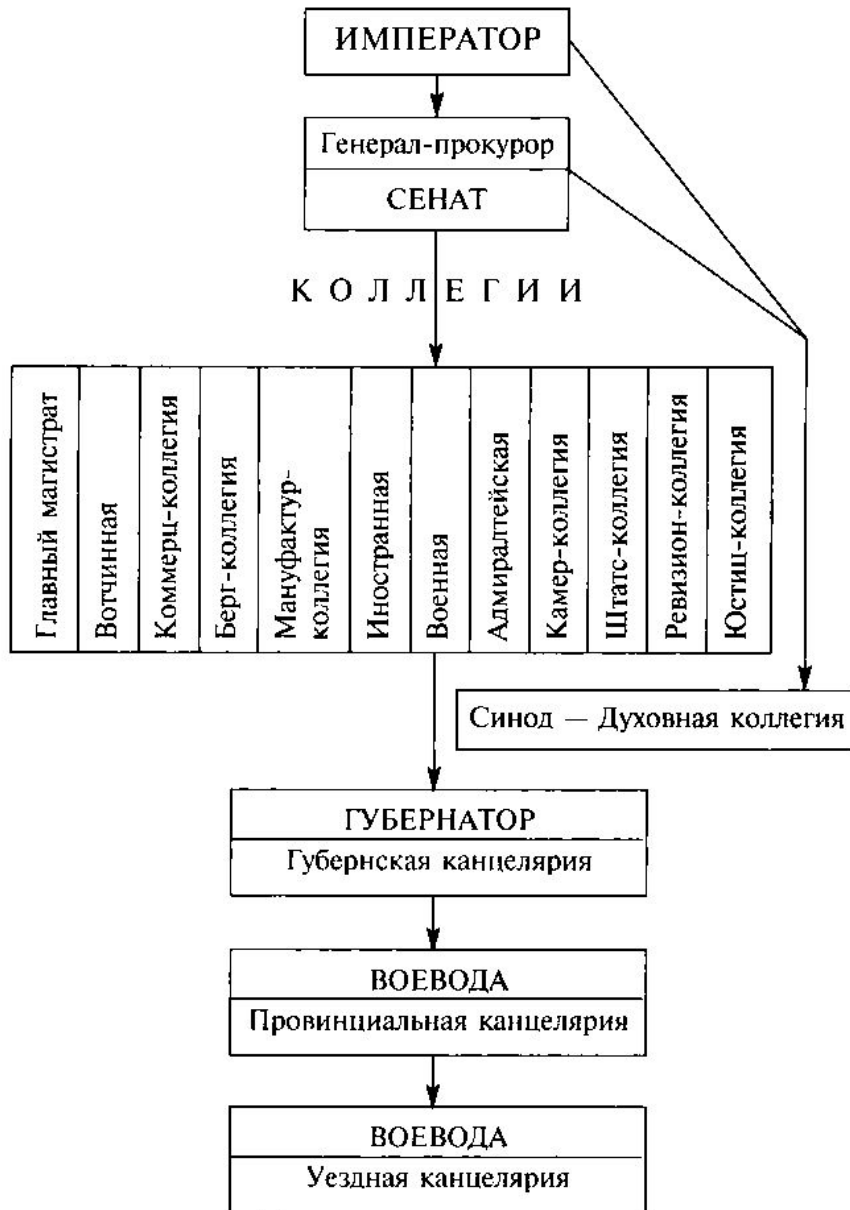 ИМПЕРАТОР
Генерал-прокурор
СЕНАТ
КОЛЛЕГИИ
Главный магистрат
Вотчинная
Коммерц-коллегия
Берг-коллегия
Мануфактур-
коллегия
Иностранная
Военная
Адмиралтейская
Камер-коллегия
Штатс-коллегия
Ревизион-коллегия
Юстиц-коллегия
Синод — Духовная коллегия
ГУБЕРНАТОР
Губернская канцелярия
ВОЕВОДА
Провинциальная канцелярия
ВОЕВОДА
Уездная канцелярия